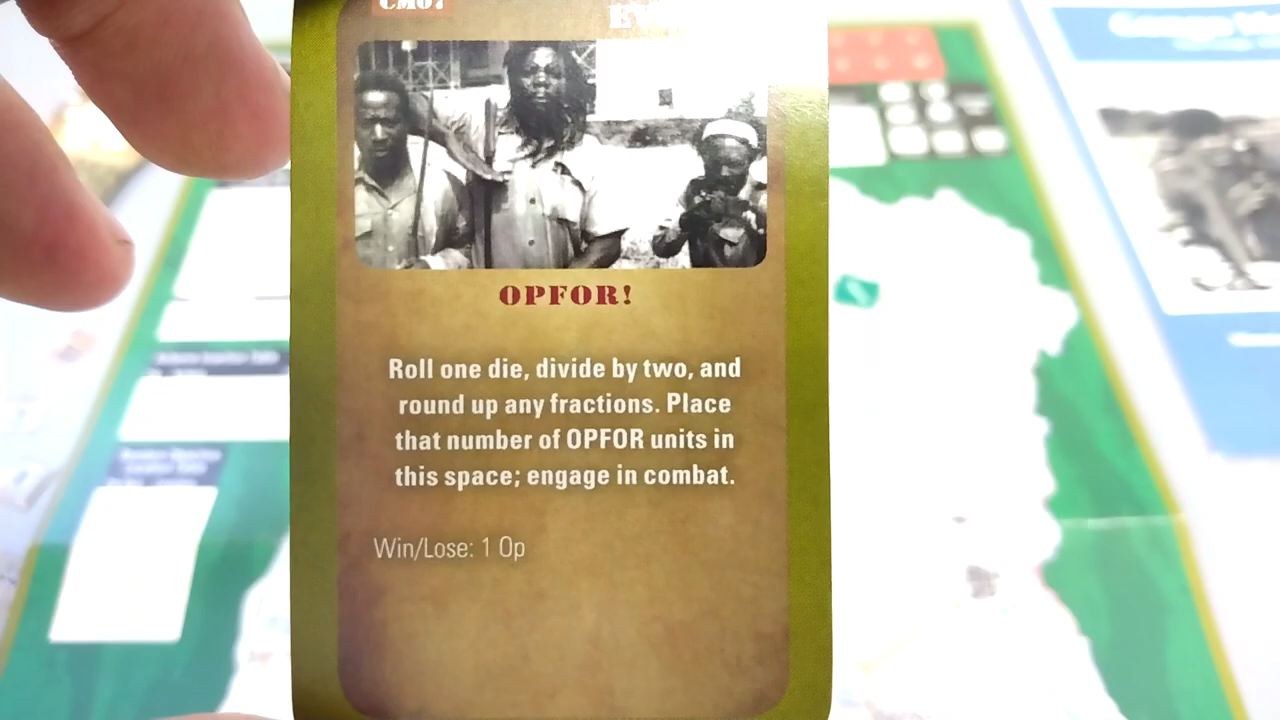 OPFOR!
Roll one die, divide by two, and
round up any fractions. Place
that number of OPFOR units in
this space; engage in combat.
Win/Lose: 1 Op